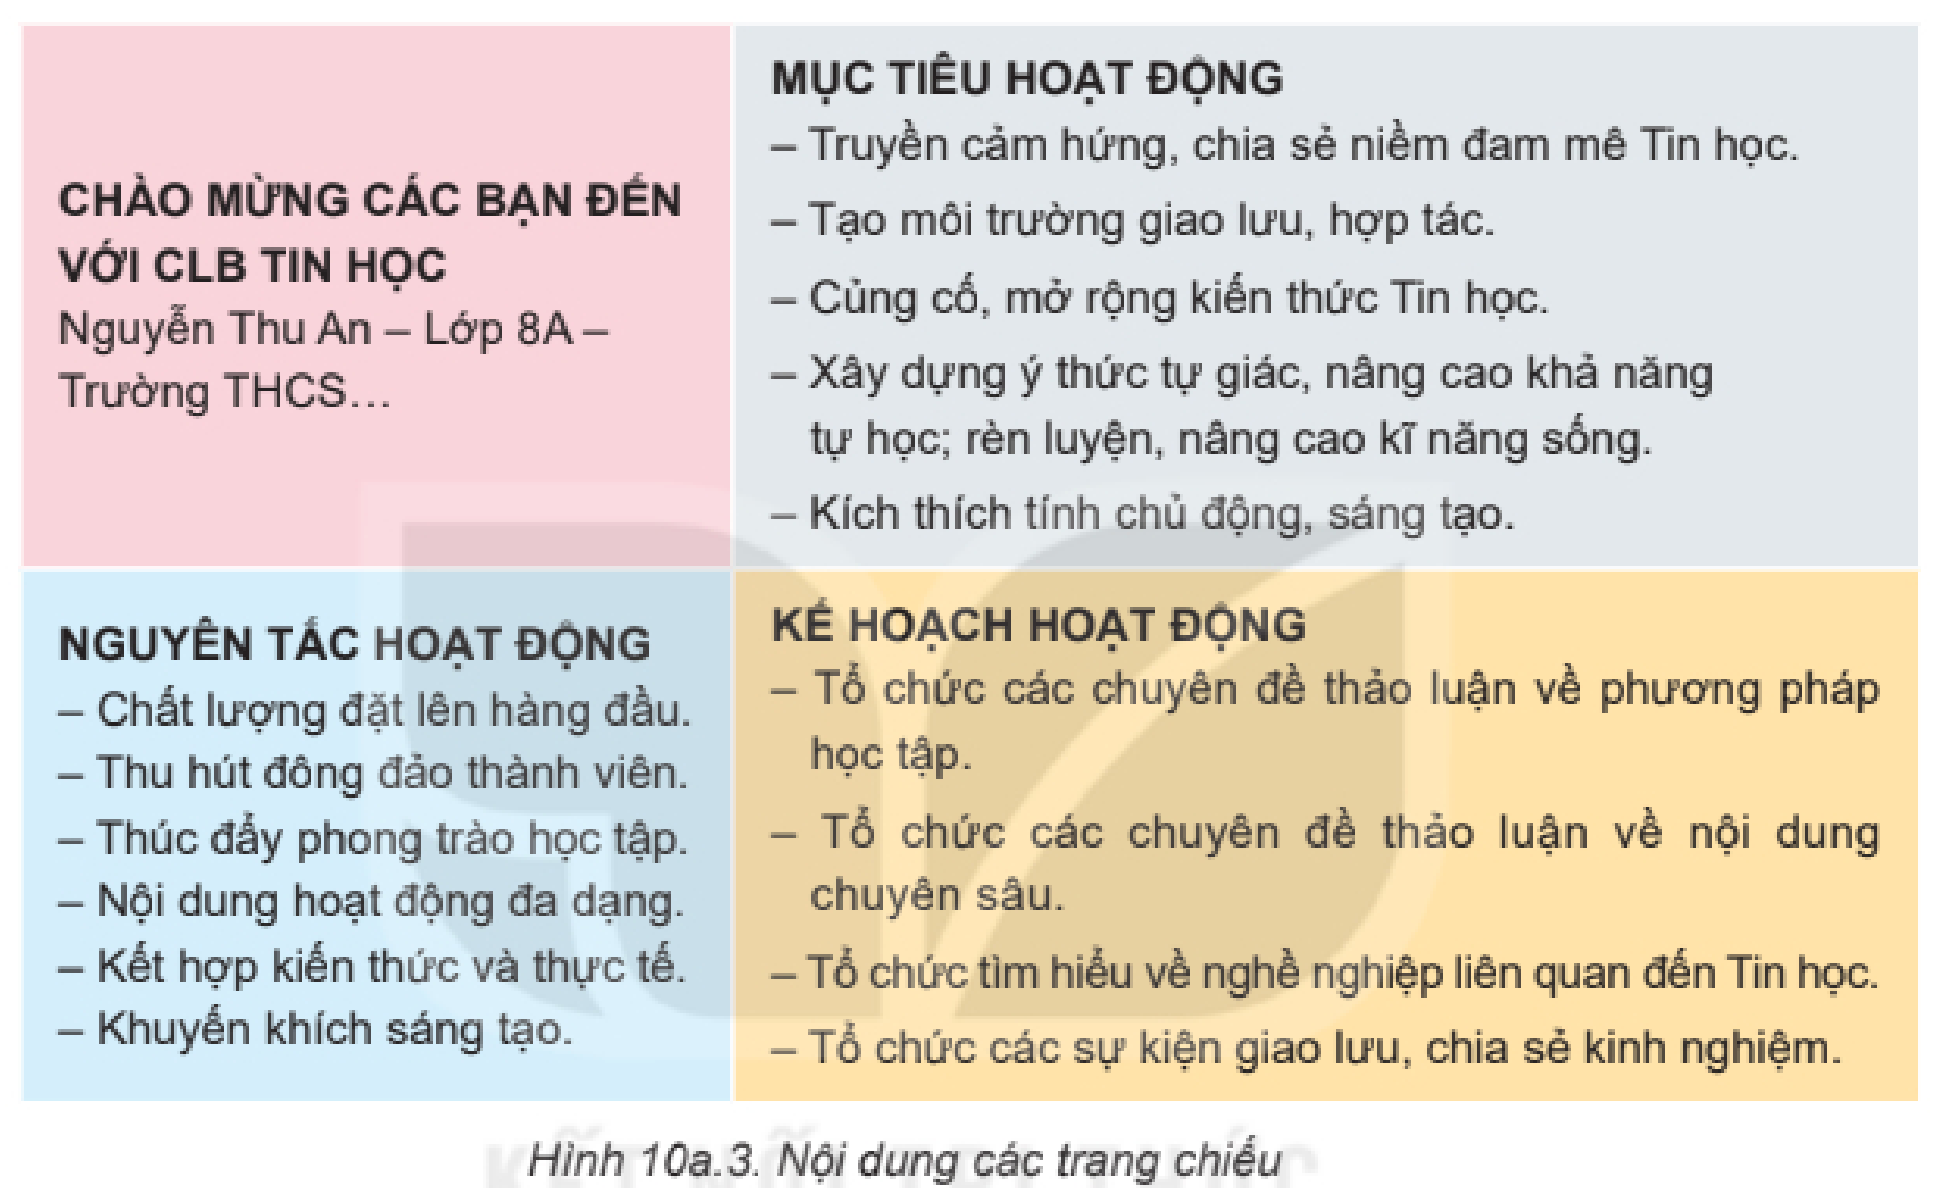 CHÀO MỪNG CÁC BẠN ĐẾN
VỚI CLB TIN HỌC
Nguyễn Thu An – Lớp 8A –
Trường THCS...
MỤC TIÊU HOẠT ĐỘNG
– Truyền cảm hứng, chia sẻ niềm đam mê Tin học.
– Tạo môi trường giao lưu, hợp tác.
– Củng cố, mở rộng kiến thức Tin học.
– Xây dựng ý thức tự giác, nâng cao khả năng
tự học; rèn luyện, nâng cao kĩ năng sống.
– Kích thích tính chủ động, sáng tạo.
NGUYÊN TẮC HOẠT ĐỘNG
– Chất lượng đặt lên hàng đầu.
– Thu hút đông đảo thành viên.
– Thúc đẩy phong trào học tập.
– Nội dung hoạt động đa dạng.
– Kết hợp kiến thức và thực tế.
– Khuyến khích sáng tạo.
KẾ HOẠCH HOẠT ĐỘNG
– Tổ chức các chuyên đề thảo luận về phương pháp
học tập.
– Tổ chức các chuyên đề thảo luận về nội dung
chuyên sâu.
– Tổ chức tìm hiểu về nghề nghiệp liên quan đến Tin học.
– Tổ chức các sự kiện giao lưu, chia sẻ kinh nghiệm.
Hình 10a.3. Nội dung các trang chiếu